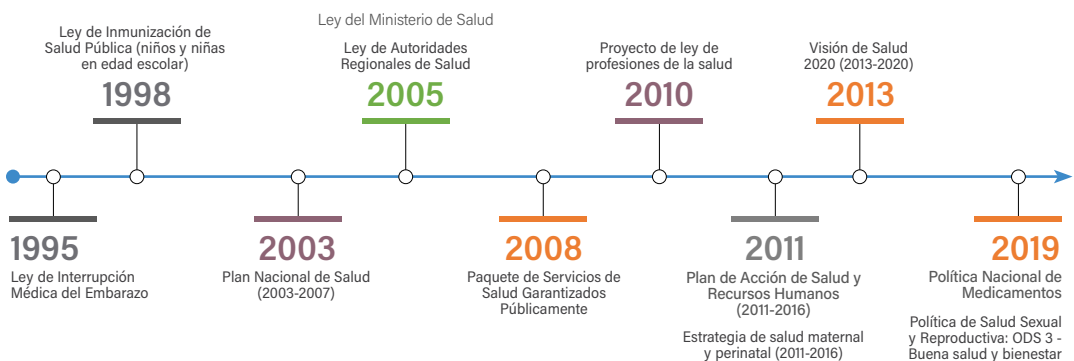 Ley de Inmunización de
Salud Pública (niños y niñas
en edad escolar)
1998
Ley del Ministerio de Salud
Ley de Autoridades
Regionales de Salud
2005
Proyecto de ley de
profesiones de la salud
2010
Visión de Salud
2020 (2013-2020)
2013
1995
Ley de Interrupción
Médica del Embarazo
2003
Plan Nacional de Salud
(2003-2007)
2008
Paquete de Servicios de
Salud Garantizados
Públicamente
2011
Plan de Acción de Salud y
Recursos Humanos
(2011-2016)
Estrategia de salud maternal
y perinatal (2011-2016)
2019
Política Nacional de
Medicamentos
Política de Salud Sexual
y Reproductiva: ODS 3 -
Buena salud y bienestar